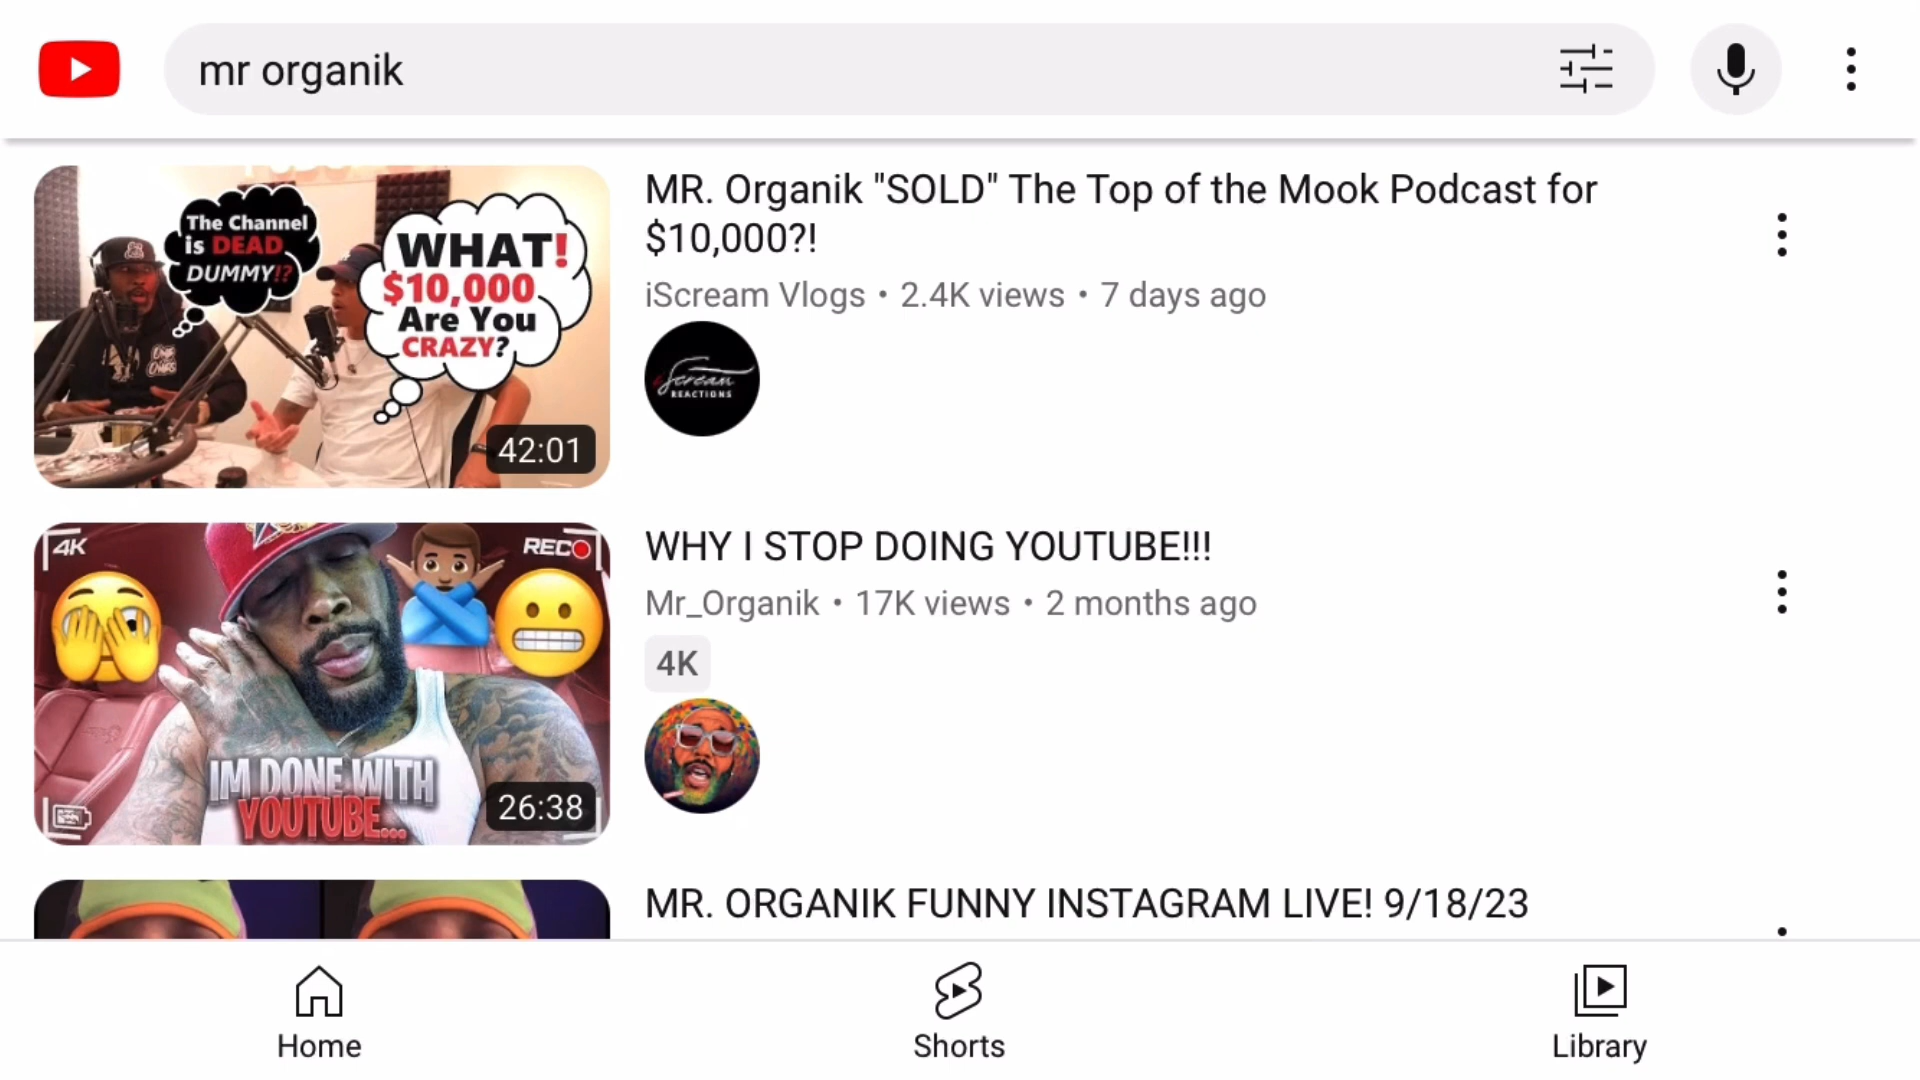 mr organik
The Channel
is DEAD
DUMMY!?
WHAT!
$10,000
Are You
CRAZY?
42:01
MR. Organik "SOLD" The Top of the Mook Podcast for
$10,000?!
iScream Vlogs • 2.4K views • 7 days ago
iScream
REACTIONS
4K
REC
IM DONE WITH
YOUTUBE...
26:38
WHY I STOP DOING YOUTUBE!!!
Mr_Organik • 17K views • 2 months ago
4K
MR. ORGANIK FUNNY INSTAGRAM LIVE! 9/18/23
Home
Shorts
Library